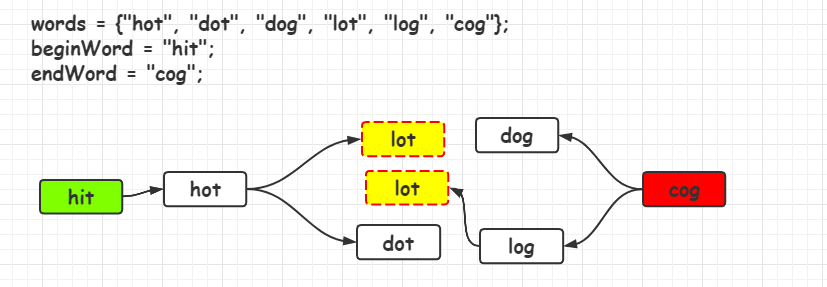 words = {"hot", "dot", "dog", "lot", "log", "cog"};
beginWord = "hit";
endWord = "cog";
lot
dog
hit
hot
lot
cog
dot
log